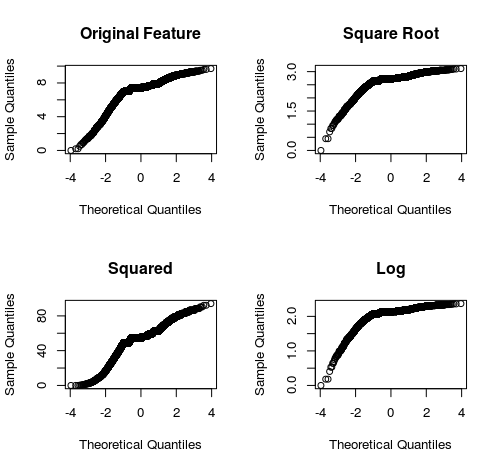 Original Feature
Sample Quantiles
0 4 8
-4 -2 0 2 4
Theoretical Quantiles
Square Root
Sample Quantiles
0.0 1.5 3.0
-4 -2 0 2 4
Theoretical Quantiles
Squared
Sample Quantiles
0 40 80
-4 -2 0 2 4
Theoretical Quantiles
Log
Sample Quantiles
0.0 1.0 2.0
-4 -2 0 2 4
Theoretical Quantiles